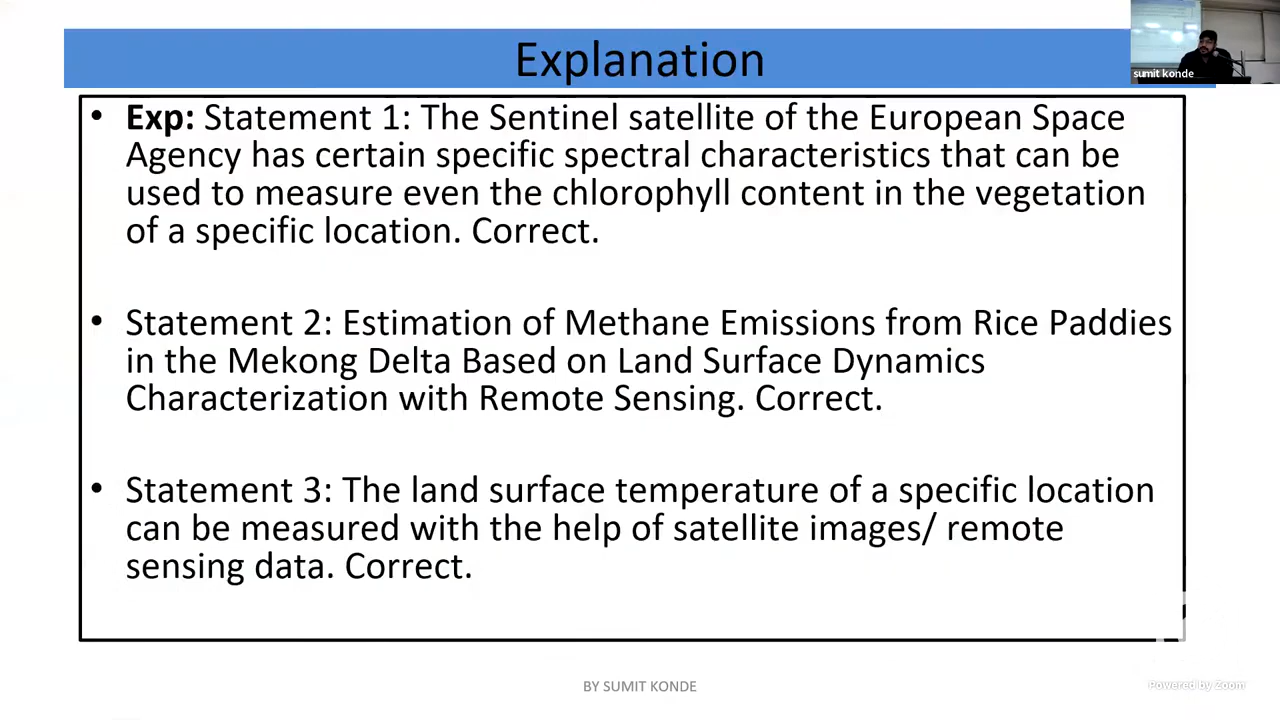 Explanation
sumit konde
• Exp: Statement 1: The Sentinel satellite of the European Space
Agency has certain specific spectral characteristics that can be
used to measure even the chlorophyll content in the vegetation
of a specific location. Correct.
• Statement 2: Estimation of Methane Emissions from Rice Paddies
in the Mekong Delta Based on Land Surface Dynamics
Characterization with Remote Sensing. Correct.
• Statement 3: The land surface temperature of a specific location
can be measured with the help of satellite images/ remote
sensing data. Correct.
BY SUMIT KONDE
Powered by Zoom